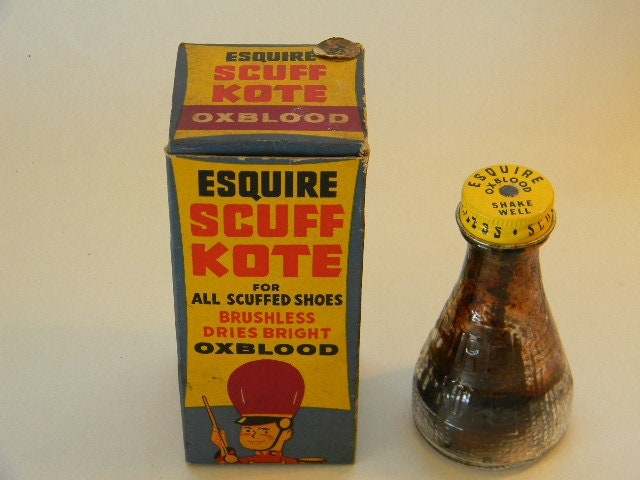 ESQUIRE
SCUFF
KOTE
OXBLOOD
ESQUIRE
SCUFF
KOTE
FOR
ALL SCUFFED SHOES
BRUSHLESS
DRIES BRIGHT
OXBLOOD
ESQUIRE
OXBLOOD
SHAKE
WELL